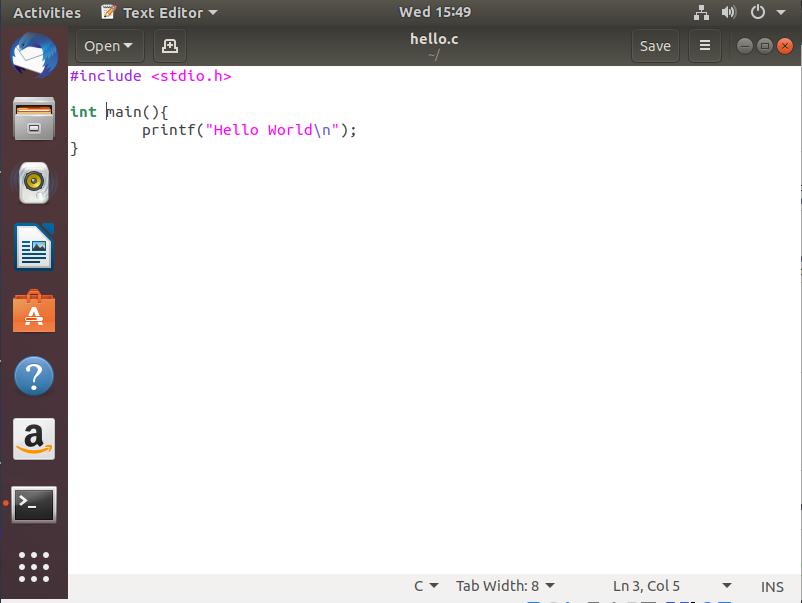 Activities Text Editor Wed 15:49
Open hello.c Save
~/
#include <stdio.h>
int main(){
        printf("Hello World\n");
}
C Tab Width: 8 Ln 3, Col 5 INS